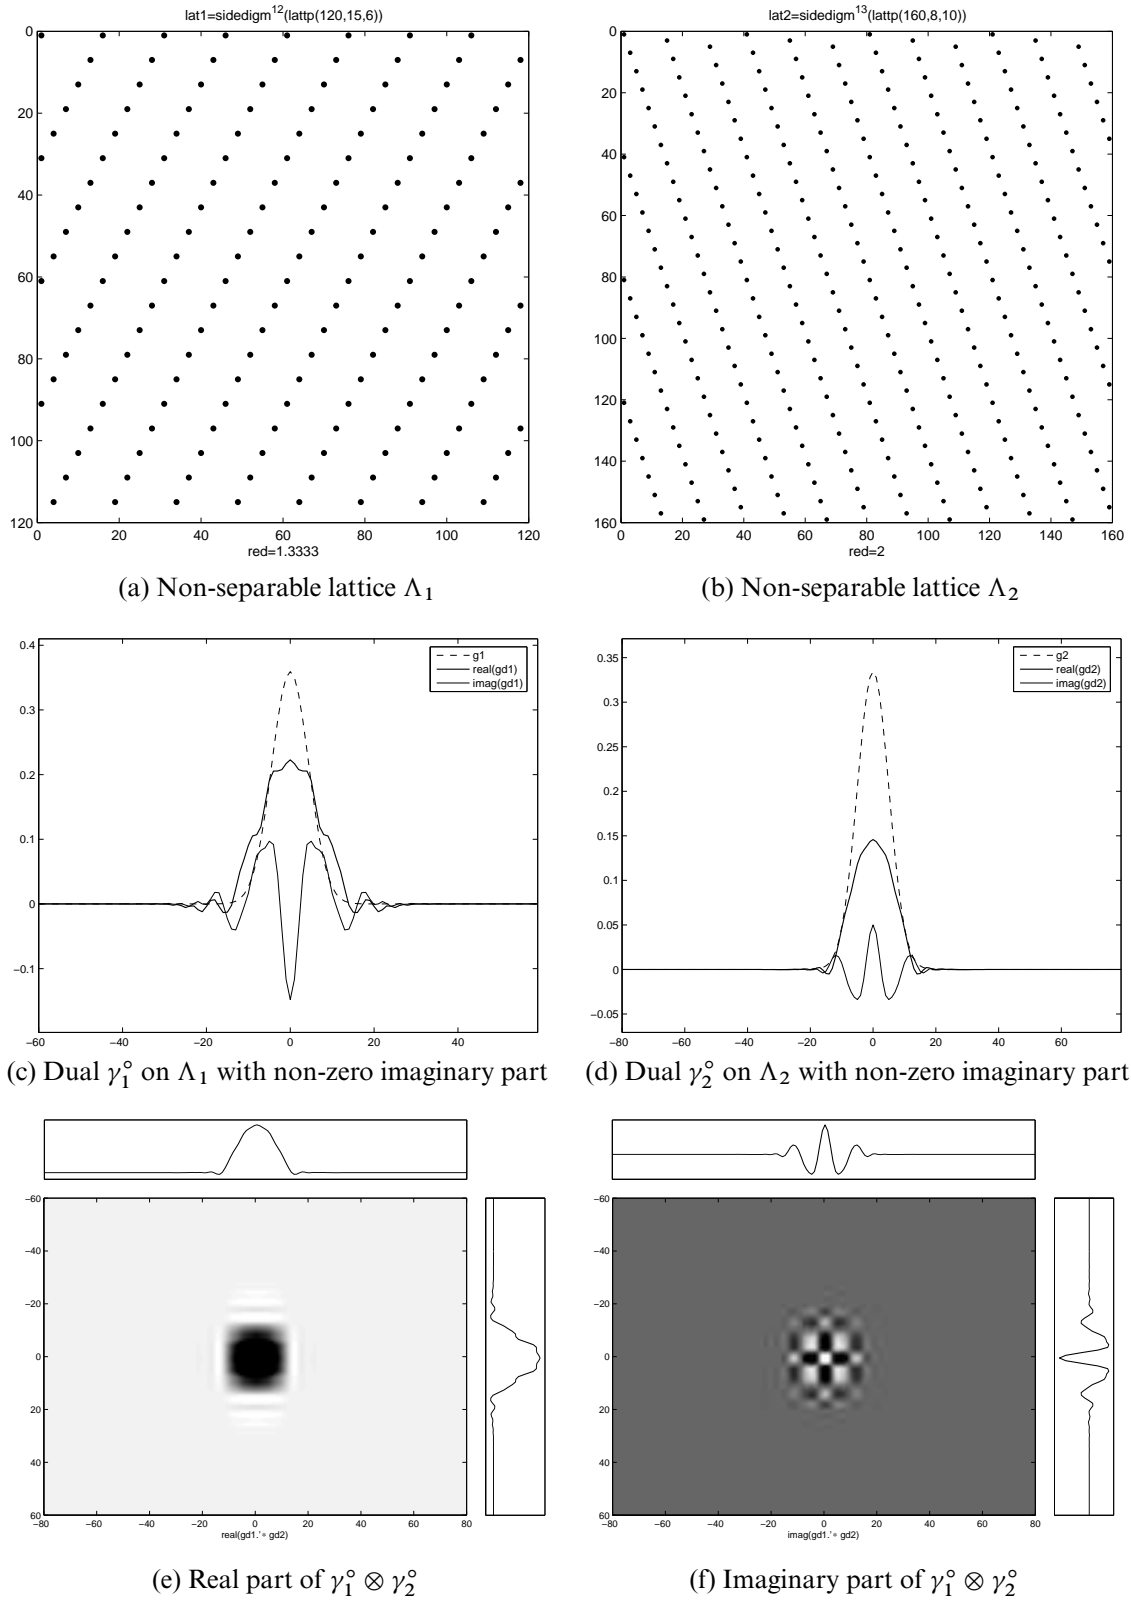 lat1=sidedigm^12(lattp(120,15,6))
0
20
40
60
80
100
120
0 20 40 60 80 100 120
red=1.3333
(a) Non-separable lattice Λ₁
lat2=sidedigm^13(lattp(160,8,10))
0
20
40
60
80
100
120
140
160
0 20 40 60 80 100 120 140 160
red=2
(b) Non-separable lattice Λ₂
0.4
0.3
0.2
0.1
0
−0.1
−60 −40 −20 0 20 40
g1
real(gd1)
imag(gd1)
(c) Dual γ₁° on Λ₁ with non-zero imaginary part
0.35
0.3
0.25
0.2
0.15
0.1
0.05
0
−0.05
−80 −60 −40 −20 0 20 40 60
g2
real(gd2)
imag(gd2)
(d) Dual γ₂° on Λ₂ with non-zero imaginary part
−60
−40
−20
0
20
40
60
−80 −60 −40 −20 0 20 40 60 80
real(gd1.'∗ gd2)
(e) Real part of γ₁° ⊗ γ₂°
−60
−40
−20
0
20
40
60
−80 −60 −40 −20 0 20 40 60 80
imag(gd1.'∗ gd2)
(f) Imaginary part of γ₁° ⊗ γ₂°